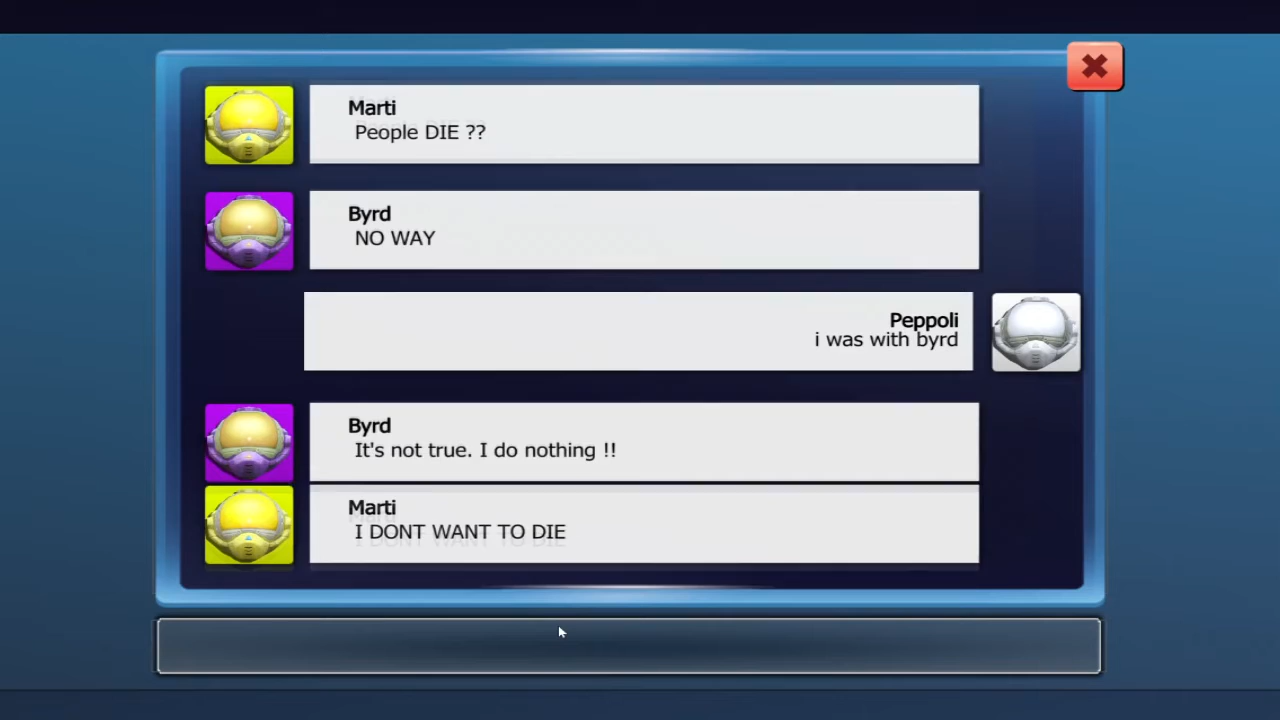 Marti
People DIE ??
Byrd
NO WAY
Peppoli
i was with byrd
Byrd
It's not true. I do nothing !!
Marti
I DONT WANT TO DIE